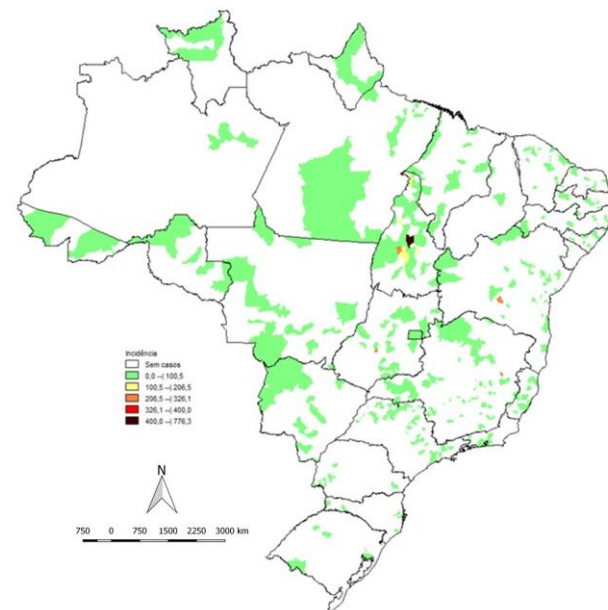 Incidência
Sem casos
0,0 --| 100,5
100,5 --| 206,5
206,5 --| 326,1
326,1 --| 400,0
400,0 --| 776,3
N
750 0 750 1500 2250 3000 km